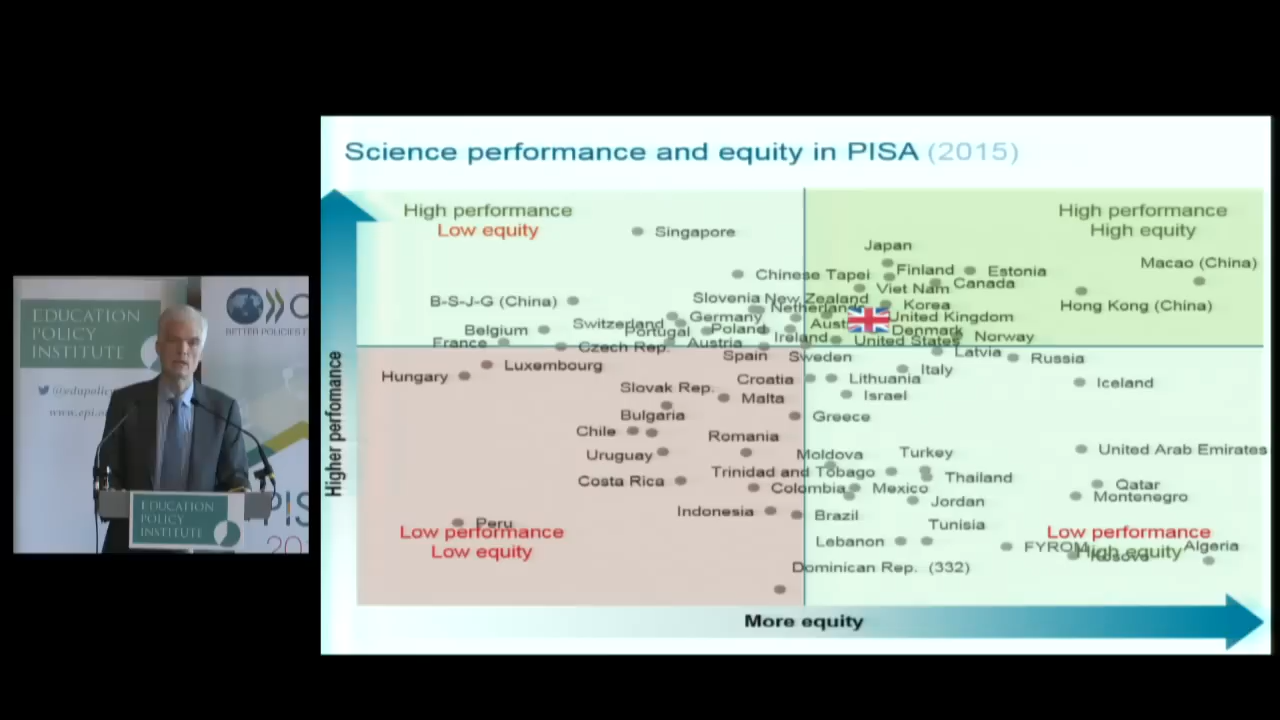 EDUCATION
POLICY
INSTITUTE
@edupolicy
www.epi.o
OC
BETTER POLICIES F
EDUCATION
POLICY
INSTITUTE
PIS
20
Science performance and equity in PISA (2015)
High performance
Low equity
High performance
High equity
Singapore
Japan
Macao (China)
Chinese Taipei
Finland
Estonia
Canada
Viet Nam
B-S-J-G (China)
Slovenia New Zealand
Korea
Hong Kong (China)
Netherlands
Germany
United Kingdom
Switzerland
Aust
Belgium
Portugal
Poland
Denmark
Ireland
United States
Norway
France
Czech Rep.
Austria
Latvia
Spain
Sweden
Russia
Luxembourg
Italy
Hungary
Croatia
Lithuania
Iceland
Slovak Rep.
Malta
Israel
Bulgaria
Greece
Chile
Romania
Uruguay
Moldova
Turkey
United Arab Emirates
Trinidad and Tobago
Costa Rica
Thailand
Colombia
Mexico
Qatar
Montenegro
Jordan
Indonesia
Brazil
Peru
Tunisia
Low performance
Low equity
Low performance
High equity
Lebanon
FYROM
Kosovo
Algeria
Dominican Rep. (332)
Higher perfomance
More equity